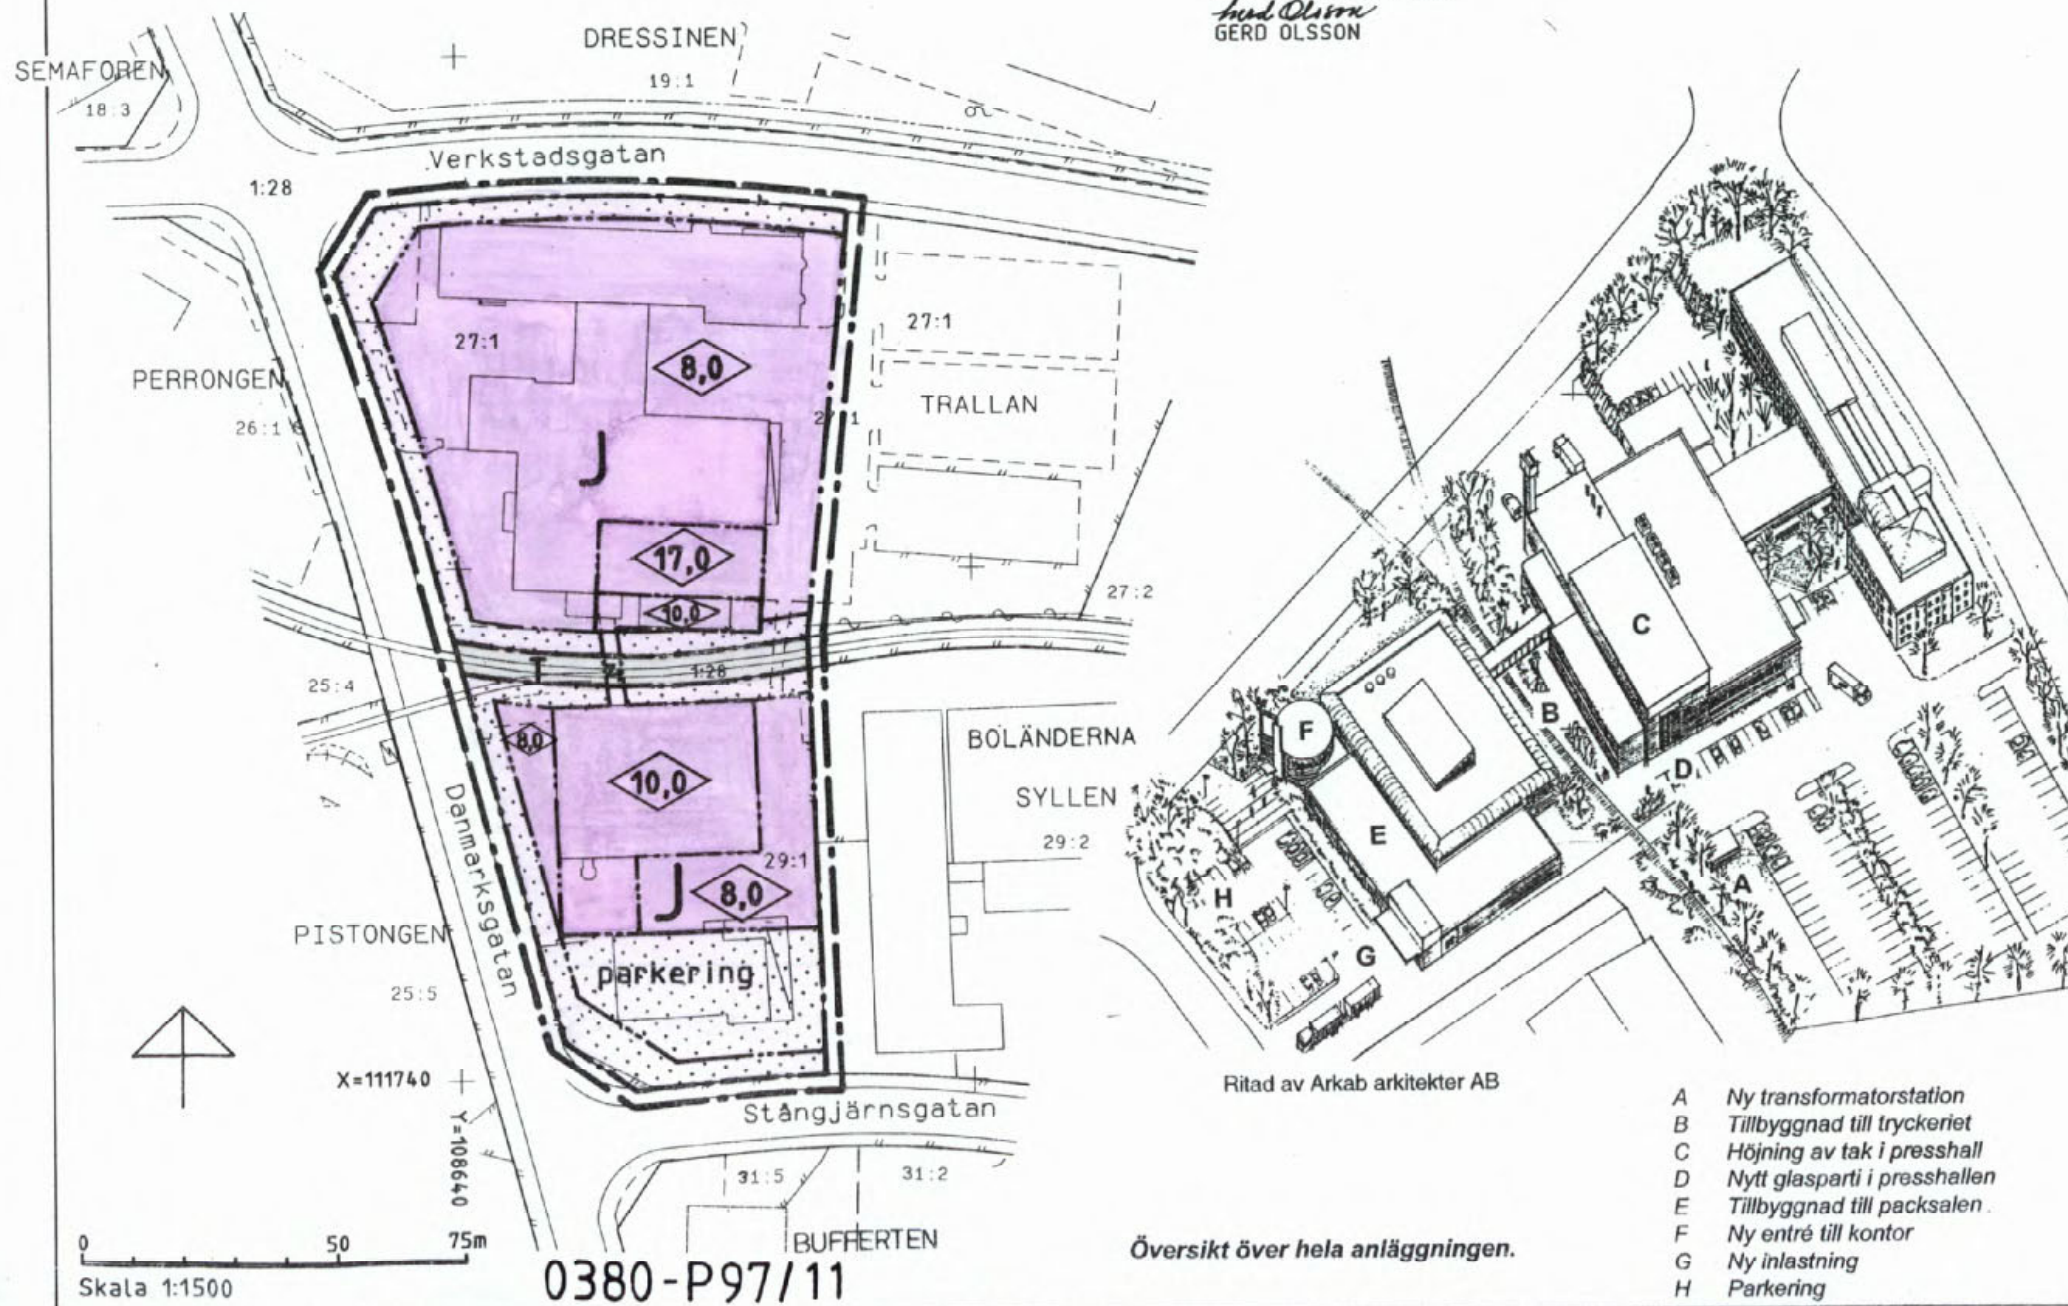 Gerd Olsson
GERD OLSSON
DRESSINEN
SEMAFOREN
19:1
18:3
Verkstadsgatan
1:28
27:1
27:1
8,0
PERRONGEN
TRALLAN
26:1
27:1
J
17,0
10,0
27:2
T
z1
1:28
25:4
8,0
10,0
BOLÄNDERNA
SYLLEN
Danmarksgatan
29:1
29:2
J
8,0
PISTONGEN
parkering
25:5
X=111740
Y=108640
Stångjärnsgatan
31:5
31:2
BUFFERTEN
0
50
75m
Skala 1:1500
0380-P97/11
C
B
F
D
E
A
H
G
Ritad av Arkab arkitekter AB
Översikt över hela anläggningen.
A Ny transformatorstation
B Tillbyggnad till tryckeriet
C Höjning av tak i presshall
D Nytt glasparti i presshallen
E Tillbyggnad till packsalen
F Ny entré till kontor
G Ny inlastning
H Parkering